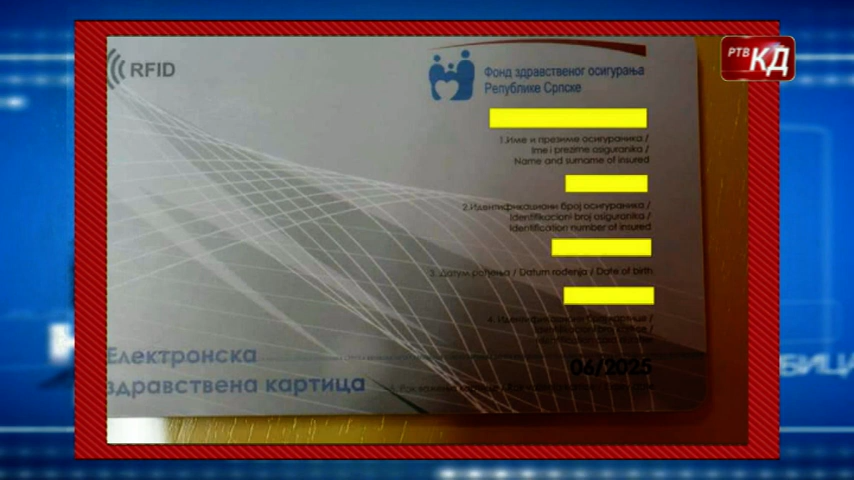 РТВ КД
RFID
Фонд здравственог осигурања
Републике Српске
1.Име и презиме осигураника /
Ime i prezime osiguranika /
Name and surname of insured
2.Идентификациони број осигураника /
Identifikacioni broj osiguranika /
Identification number of insured
3. Датум рођења / Datum rođenja / Date of birth
4.
06/2025
Електронска
здравствена картица